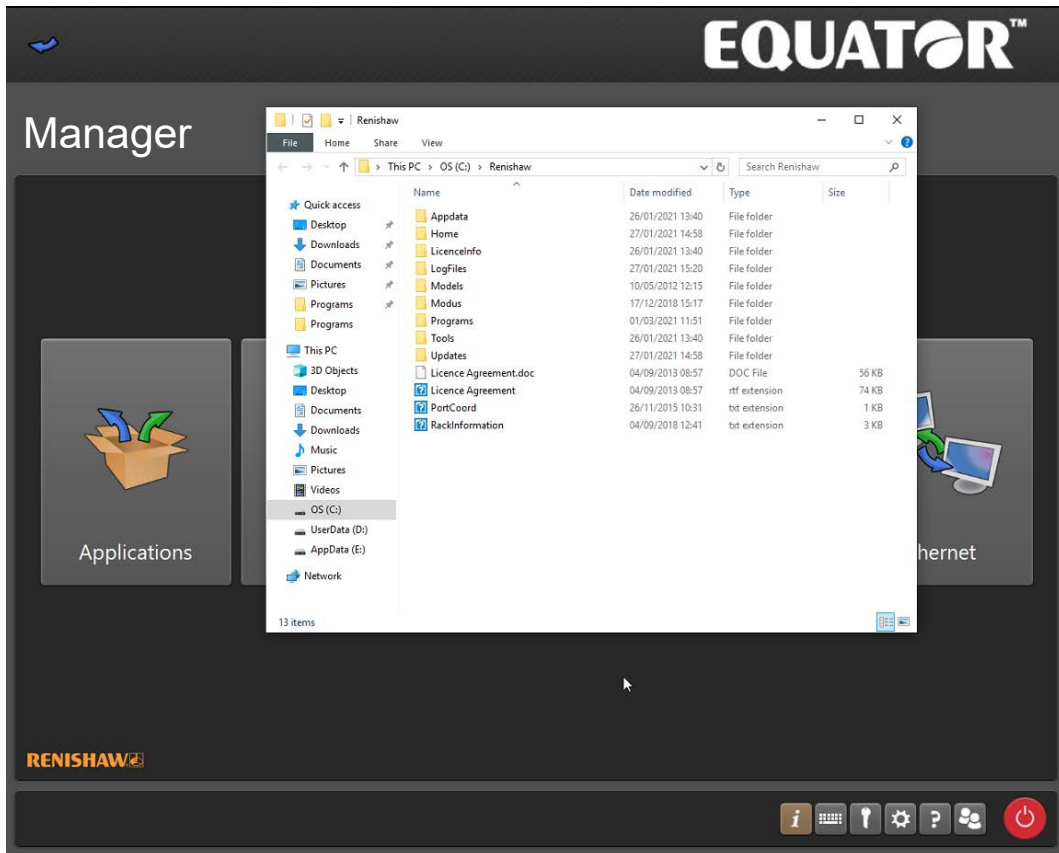 EQUATOR™
Manager
Renishaw
File Home Share View
This PC > OS (C:) > Renishaw
Search Renishaw
Name Date modified Type Size
Quick access
Desktop
Downloads
Documents
Pictures
Programs
Programs
This PC
3D Objects
Desktop
Documents
Downloads
Music
Pictures
Videos
OS (C:)
UserData (D:)
AppData (E:)
Network
Appdata 26/01/2021 13:40 File folder
Home 27/01/2021 14:58 File folder
LicenceInfo 26/01/2021 13:40 File folder
LogFiles 27/01/2021 15:20 File folder
Models 10/05/2012 12:15 File folder
Modus 17/12/2018 15:17 File folder
Programs 01/03/2021 11:51 File folder
Tools 26/01/2021 13:40 File folder
Updates 27/01/2021 14:58 File folder
Licence Agreement.doc 04/09/2013 08:57 DOC File 56 KB
Licence Agreement 04/09/2013 08:57 rtf extension 74 KB
PortCoord 26/11/2015 10:31 txt extension 1 KB
RackInformation 04/09/2018 12:41 txt extension 3 KB
13 items
Applications
hernet
RENISHAW